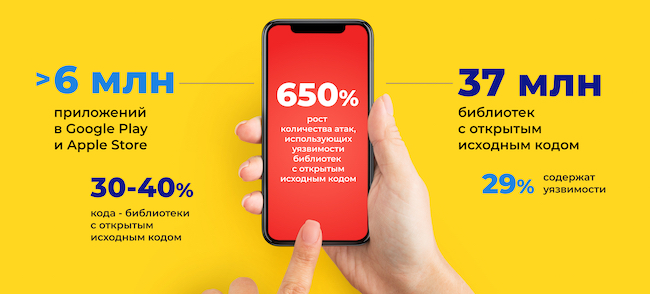 >6 млн
приложений
в Google Play
и Apple Store
30-40%
кода - библиотеки
с открытым
исходным кодом
650%
рост
количества атак,
использующих
уязвимости
библиотек
с открытым
исходным кодом
37 млн
библиотек
с открытым
исходным кодом
29% содержат
уязвимости